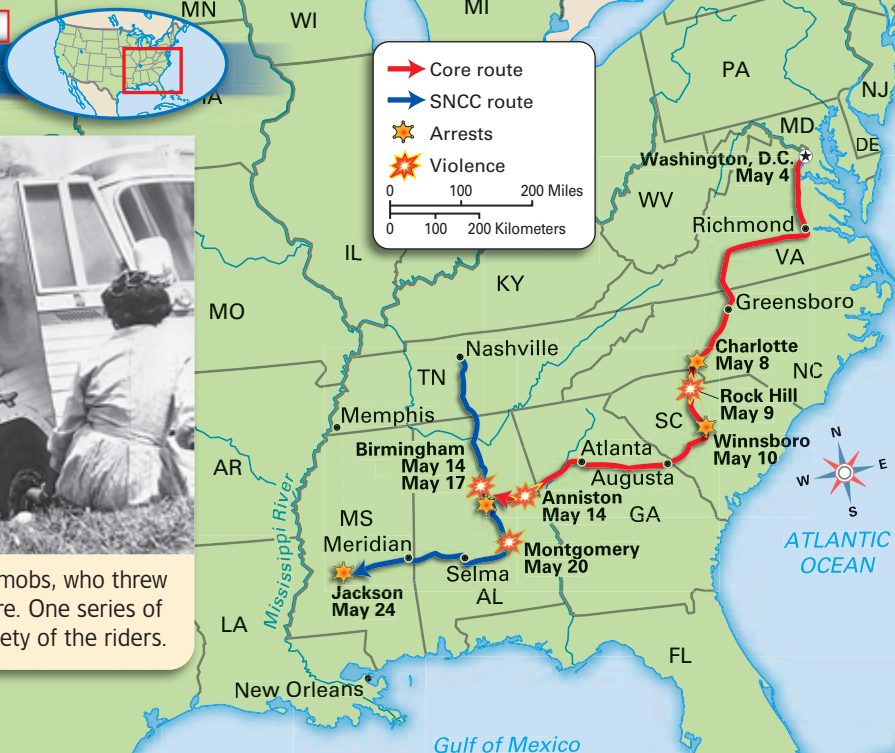 MN
WI
MI
IA
PA
NJ
MD
DE
WV
IL
KY
VA
MO
TN
NC
SC
AR
MS
GA
AL
LA
FL
Core route
SNCC route
Arrests
Violence
0 100 200 Miles
0 100 200 Kilometers
Washington, D.C.
May 4
Richmond
Greensboro
Charlotte
May 8
Rock Hill
May 9
Winnsboro
May 10
Nashville
Memphis
Atlanta
Augusta
Birmingham
May 14
May 17
Anniston
May 14
Montgomery
May 20
Meridian
Selma
Jackson
May 24
New Orleans
Mississippi River
N
W E
S
ATLANTIC
OCEAN
Gulf of Mexico
mobs, who threw
re. One series of
ety of the riders.